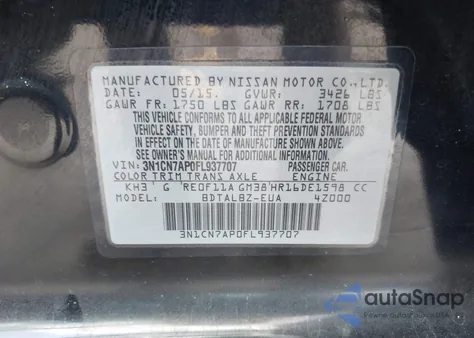 MANUFACTURED BY NISSAN MOTOR CO., LTD.
DATE: 05/15. GVWR: 3426 LBS
GAWR FR: 1750 LBS GAWR RR: 1708 LBS
THIS VEHICLE CONFORMS TO ALL APPLICABLE FEDERAL MOTOR
VEHICLE SAFETY, BUMPER AND THEFT PREVENTION STANDARDS
IN EFFECT ON THE DATE OF MANUFACTURE SHOWN ABOVE.
SEE OWNER'S MANUAL FOR ADDITIONAL INFORMATION.
VIN: 3N1CN7AP0FL937707 PASSENGER CAR.
COLOR TRIM TRANS AXLE ENGINE
KH3 G RE0F11A GM38 HR16DE1598 CC
MODEL: BDTALBZ-EUA 4Z000
3N1CN7AP0FL937707
autoSnap